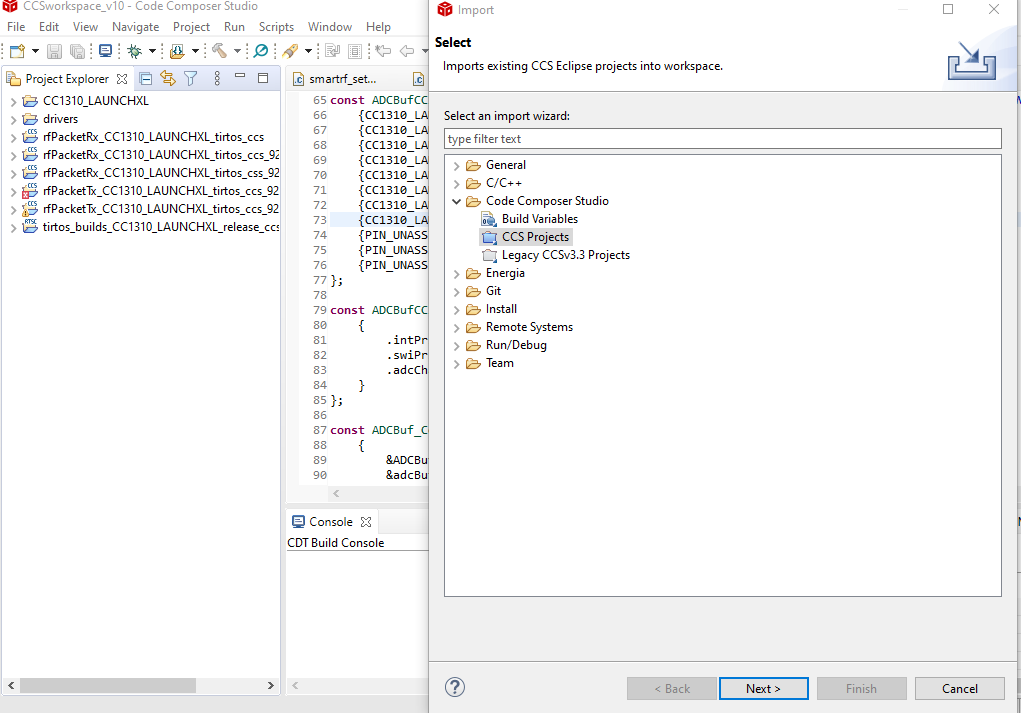 CCSworkspace_v10 - Code Composer Studio
File Edit View Navigate Project Run Scripts Window Help
Project Explorer
CC1310_LAUNCHXL
drivers
rfPacketRx_CC1310_LAUNCHXL_tirtos_ccs
rfPacketRx_CC1310_LAUNCHXL_tirtos_ccs_92
rfPacketRx_CC1310_LAUNCHXL_tirtos_css_92
rfPacketTx_CC1310_LAUNCHXL_tirtos_ccs_92
rfPacketTx_CC1310_LAUNCHXL_tirtos_ccs_92
tirtos_builds_CC1310_LAUNCHXL_release_ccs
smartrf_set...
65 const ADCBufCC
66 {CC1310_LA
67 {CC1310_LA
68 {CC1310_LA
69 {CC1310_LA
70 {CC1310_LA
71 {CC1310_LA
72 {CC1310_LA
73 {CC1310_LA
74 {PIN_UNASS
75 {PIN_UNASS
76 {PIN_UNASS
77 };
78
79 const ADCBufCC
80 {
81 .intPr
82 .swiPr
83 .adcCh
84 }
85 };
86
87 const ADCBuf_C
88 {
89 &ADCBu
90 &adcBu
Console
CDT Build Console
Import
Select
Imports existing CCS Eclipse projects into workspace.
Select an import wizard:
type filter text
General
C/C++
Code Composer Studio
Build Variables
CCS Projects
Legacy CCSv3.3 Projects
Energia
Git
Install
Remote Systems
Run/Debug
Team
?
< Back Next > Finish Cancel